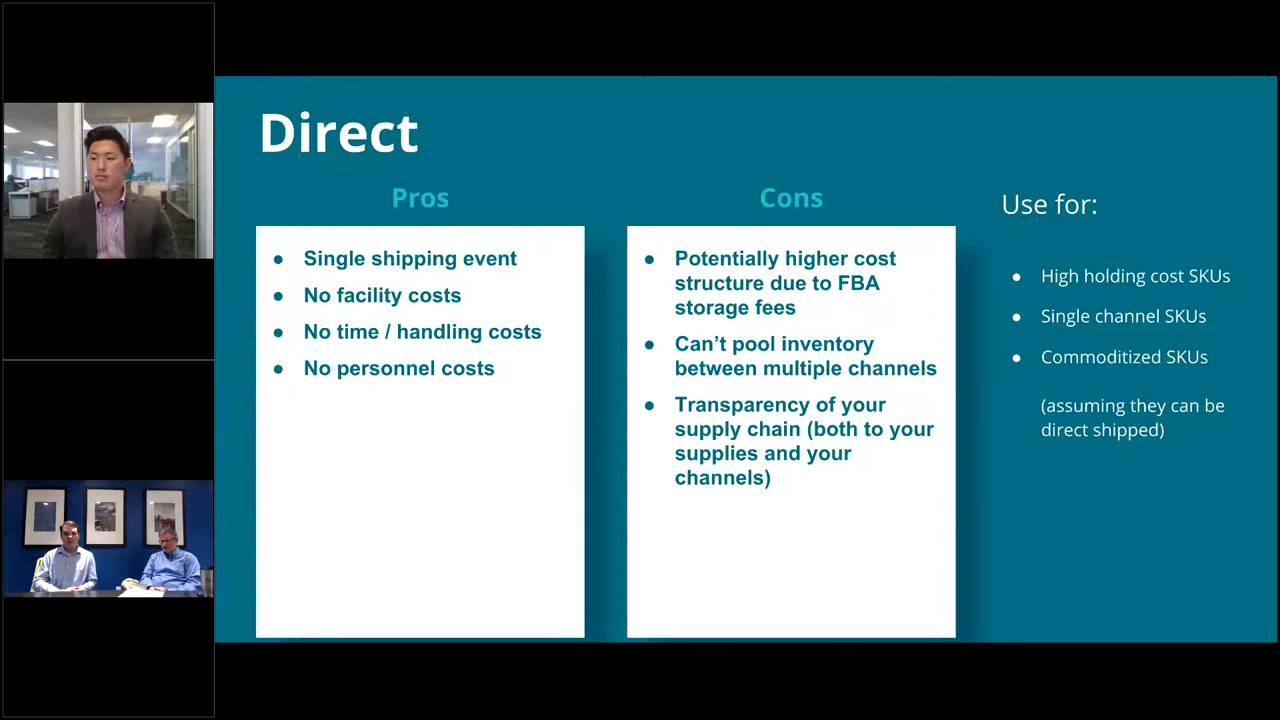 Direct
Pros
● Single shipping event
● No facility costs
● No time / handling costs
● No personnel costs
Cons
● Potentially higher cost
structure due to FBA
storage fees
● Can’t pool inventory
between multiple channels
● Transparency of your
supply chain (both to your
supplies and your
channels)
Use for:
● High holding cost SKUs
● Single channel SKUs
● Commoditized SKUs
(assuming they can be
direct shipped)